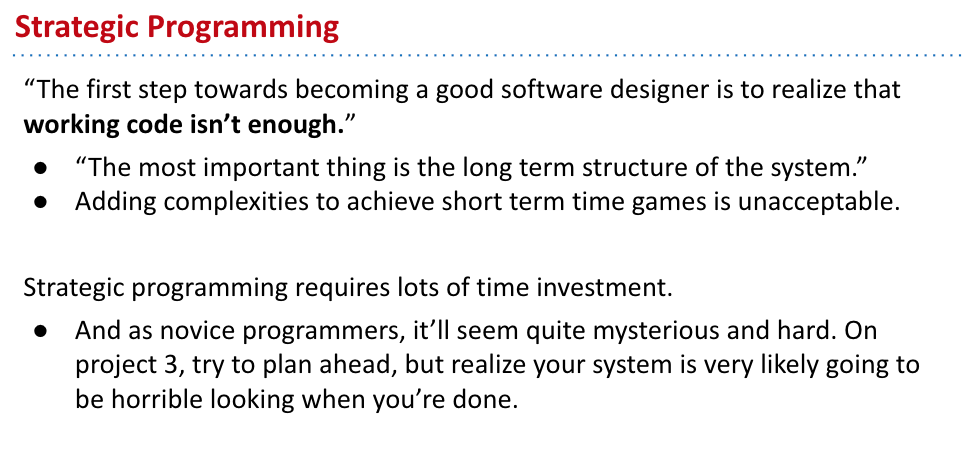 Strategic Programming
“The first step towards becoming a good software designer is to realize that
working code isn’t enough.”
● “The most important thing is the long term structure of the system.”
● Adding complexities to achieve short term time games is unacceptable.
Strategic programming requires lots of time investment.
● And as novice programmers, it’ll seem quite mysterious and hard. On
project 3, try to plan ahead, but realize your system is very likely going to
be horrible looking when you’re done.